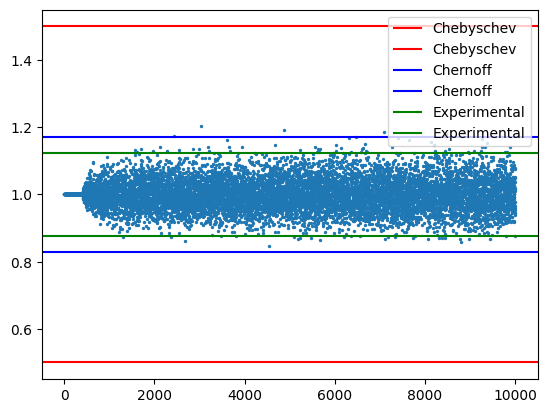 Chebyschev
Chebyschev
Chernoff
Chernoff
Experimental
Experimental
1.4
1.2
1.0
0.8
0.6
0
2000
4000
6000
8000
10000